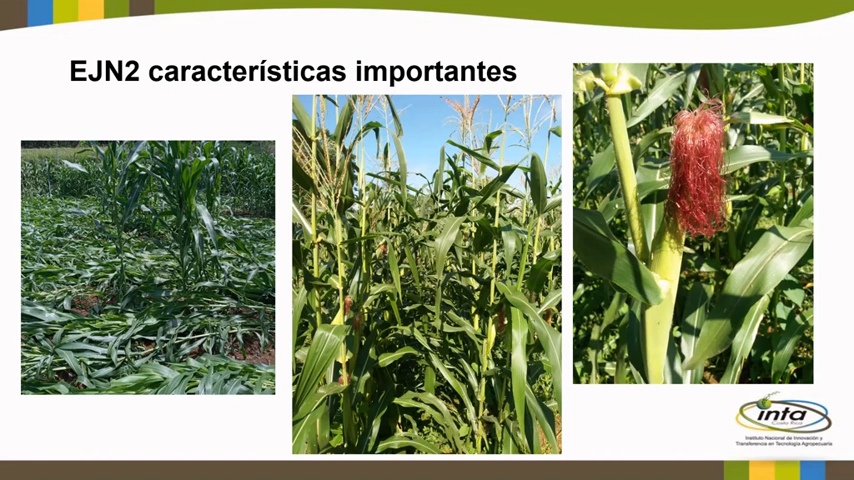 EJN2 características importantes
inta
Costa Rica
Instituto Nacional de Innovación y
Transferencia en Tecnología Agropecuaria